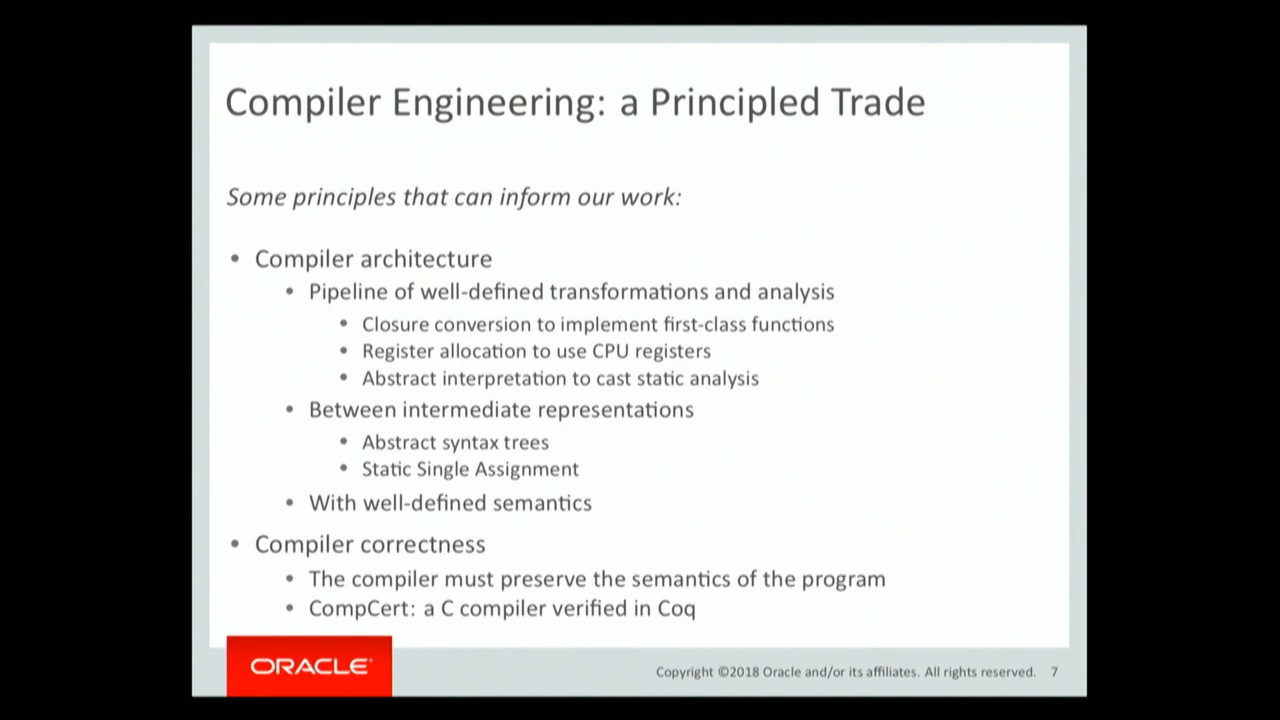 Compiler Engineering: a Principled Trade
Some principles that can inform our work:
• Compiler architecture
• Pipeline of well-defined transformations and analysis
• Closure conversion to implement first-class functions
• Register allocation to use CPU registers
• Abstract interpretation to cast static analysis
• Between intermediate representations
• Abstract syntax trees
• Static Single Assignment
• With well-defined semantics
• Compiler correctness
• The compiler must preserve the semantics of the program
• CompCert: a C compiler verified in Coq
ORACLE®
Copyright ©2018 Oracle and/or its affiliates. All rights reserved. 7